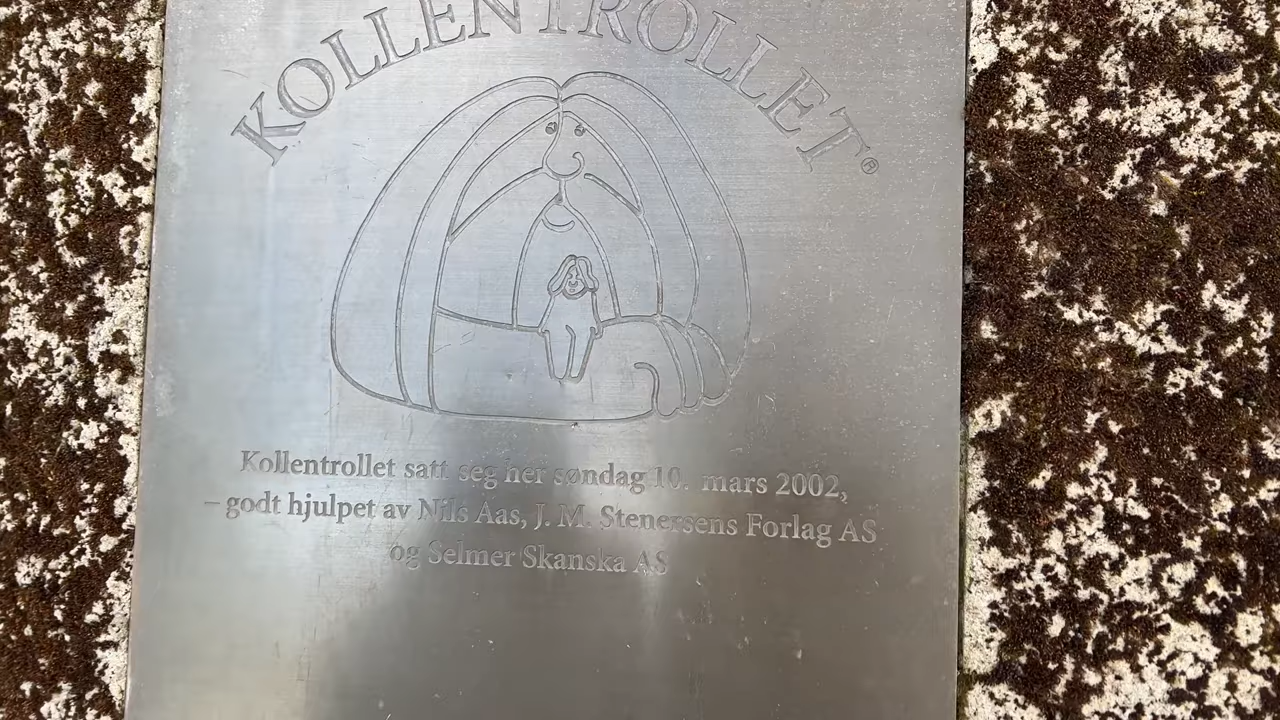 KOLLENTROLLET®
Kollentrollet satt seg her søndag 10. mars 2002,
– godt hjulpet av Nils Aas, J. M. Stenersens Forlag AS
og Selmer Skanska AS